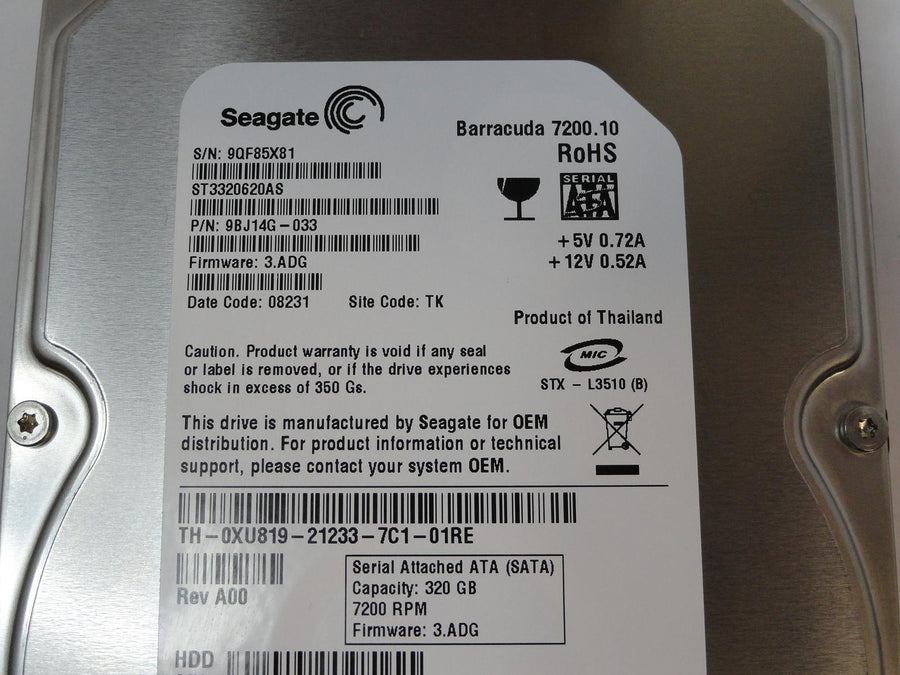 Seagate
Barracuda 7200.10
RoHS
S/N: 9QF85X81
ST3320620AS
SERIAL
ATA
P/N: 9BJ14G-033
+5V 0.72A
Firmware: 3.ADG
+12V 0.52A
Date Code: 08231 Site Code: TK
Product of Thailand
Caution. Product warranty is void if any seal
or label is removed, or if the drive experiences
shock in excess of 350 Gs.
MIC
STX - L3510 (B)
This drive is manufactured by Seagate for OEM
distribution. For product information or technical
support, please contact your system OEM.
TH-0XU819-21233-7C1-01RE
Rev A00
Serial Attached ATA (SATA)
Capacity: 320 GB
7200 RPM
Firmware: 3.ADG
HDD